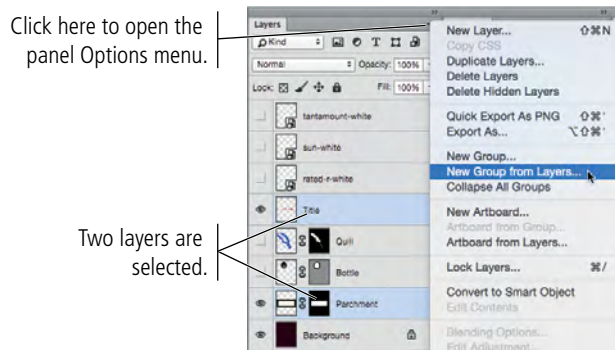 Click here to open the
panel Options menu.
Two layers are
selected.
Layers
Kind
Normal
Opacity: 100%
Lock:
Fill: 100%
tantamount-white
sun-white
rated-r-white
Title
Quill
Bottle
Parchment
Background
New Layer... ⇧⌘N
Copy CSS
Duplicate Layers...
Delete Layers
Delete Hidden Layers
Quick Export As PNG ⇧⌘'
Export As... ⌥⇧⌘'
New Group...
New Group from Layers...
Collapse All Groups
New Artboard...
Artboard from Group...
Artboard from Layers...
Lock Layers... ⌘/
Convert to Smart Object
Edit Contents
Blending Options...
Edit Adjustment...